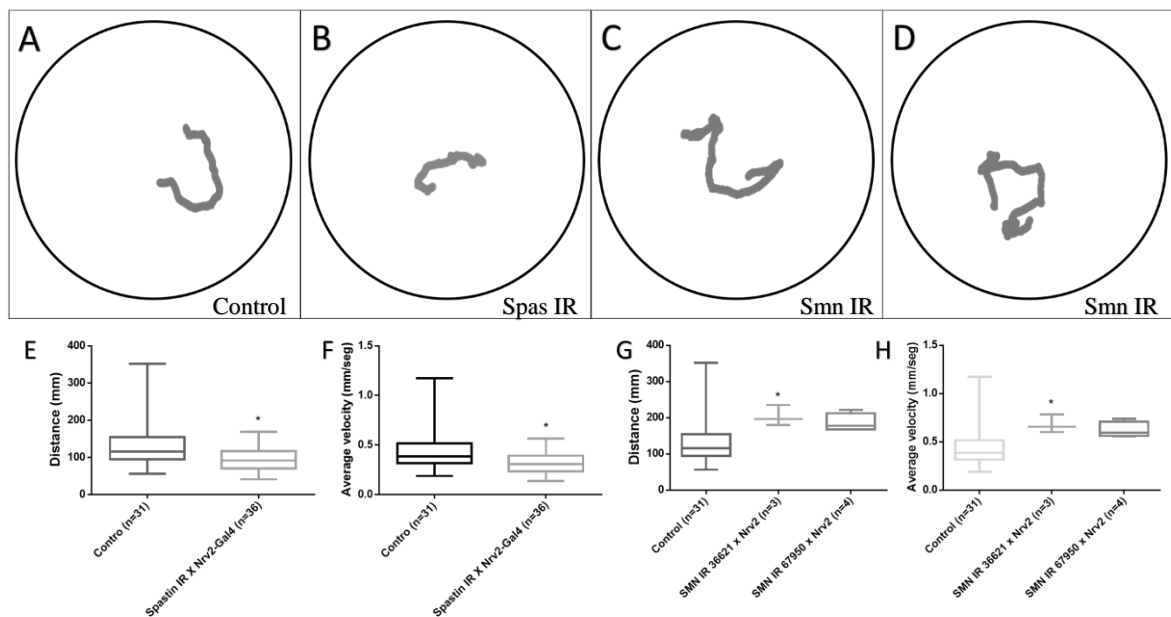 A
B
C
D
Control
Spas IR
Smn IR
Smn IR
E
Distance (mm)
400
300
200
100
0
Contro (n=31)
Spastin IR X Nrv2-Gal4 (n=36)
*
F
Average velocity (mm/seg)
1.5
1.0
0.5
0.0
Control (n=31)
Spastin IR X Nrv2-Gal4 (n=36)
*
G
Distance (mm)
400
300
200
100
0
Control (n=31)
SMN IR 36621 x Nrv2 (n=3)
SMN IR 67950 x Nrv2 (n=4)
*
H
Average velocity (mm/seg)
1.5
1.0
0.5
0.0
Control (n=31)
SMN IR 36621 x Nrv2 (n=3)
SMN IR 67950 x Nrv2 (n=4)
*